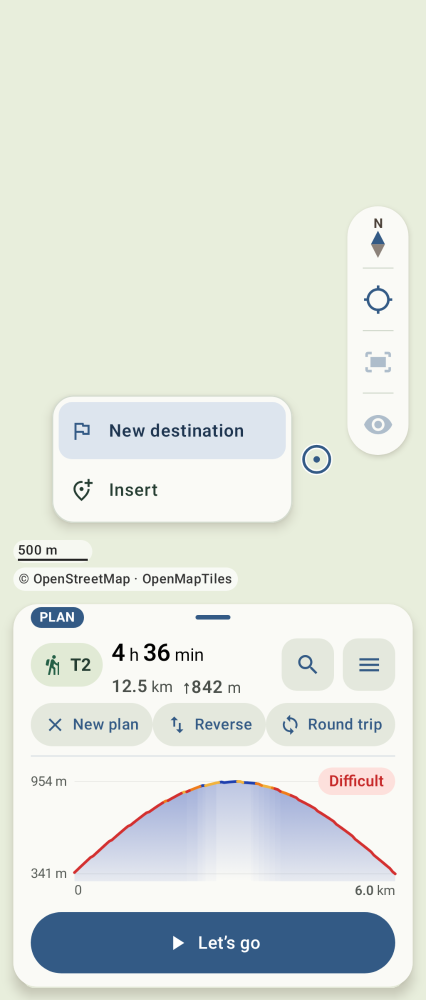 N
New destination
Insert
500 m
© OpenStreetMap · OpenMapTiles
PLAN
T2
4 h 36 min
12.5 km ↑842 m
New plan
Reverse
Round trip
954 m
Difficult
341 m
0
6.0 km
Let’s go